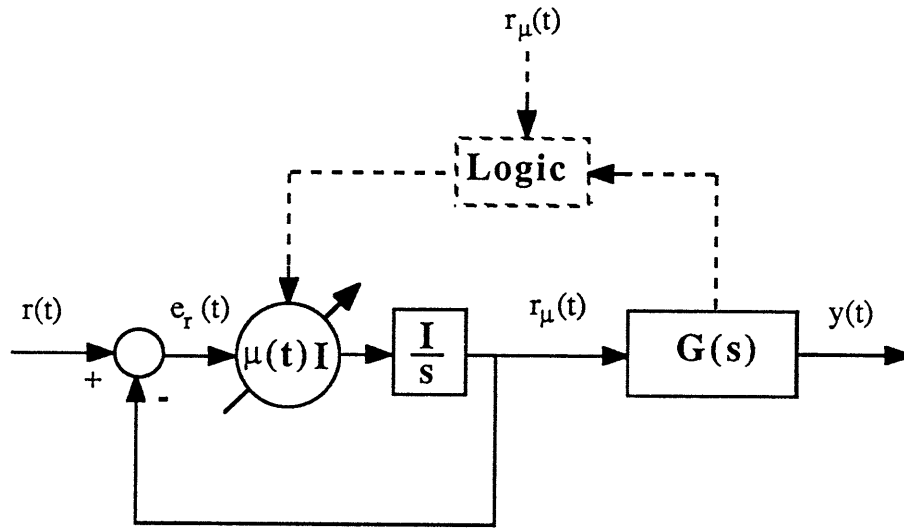 r_μ(t)
Logic
r(t)
e_r(t)
μ(t) I
I
s
r_μ(t)
G(s)
y(t)
+
-